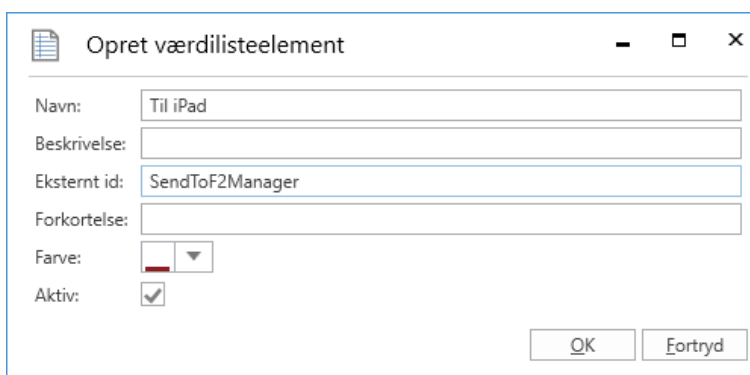 Opret værdilisteelement
Navn: Til iPad
Beskrivelse:
Eksternt id: SendToF2Manager
Forkortelse:
Farve:
Aktiv:
OK Fortryd